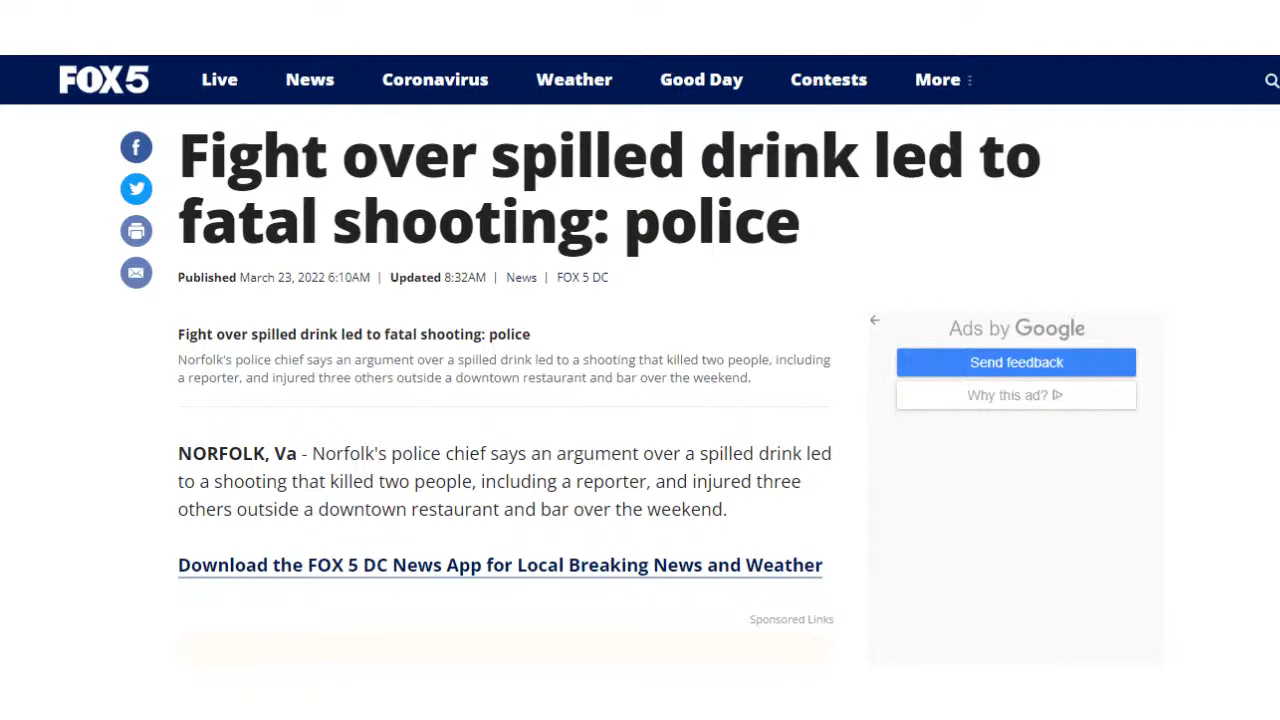 FOX 5 Live News Coronavirus Weather Good Day Contests More
Fight over spilled drink led to
fatal shooting: police
Published March 23, 2022 6:10AM | Updated 8:32AM | News | FOX 5 DC
Fight over spilled drink led to fatal shooting: police
Norfolk's police chief says an argument over a spilled drink led to a shooting that killed two people, including
a reporter, and injured three others outside a downtown restaurant and bar over the weekend.
Ads by Google
Send feedback
Why this ad?
NORFOLK, Va - Norfolk's police chief says an argument over a spilled drink led
to a shooting that killed two people, including a reporter, and injured three
others outside a downtown restaurant and bar over the weekend.
Download the FOX 5 DC News App for Local Breaking News and Weather
Sponsored Links